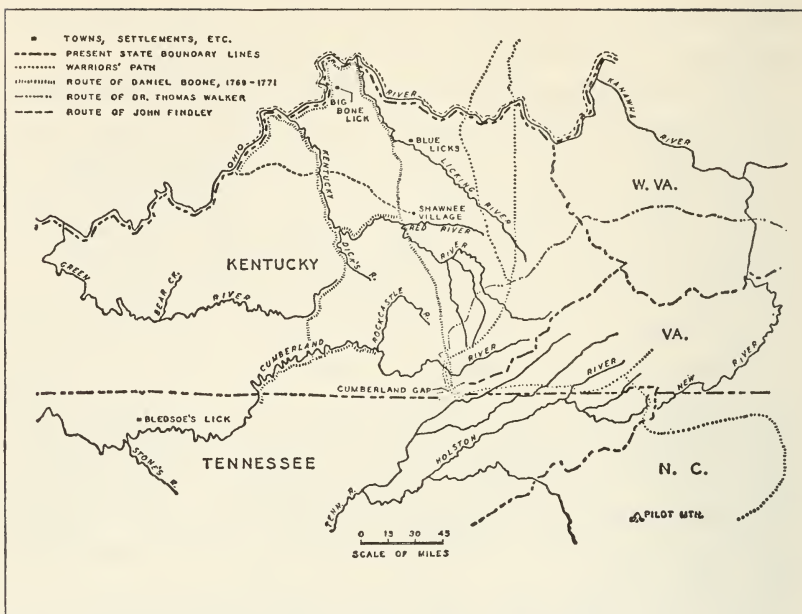 TOWNS, SETTLEMENTS, ETC.
PRESENT STATE BOUNDARY LINES
WARRIORS' PATH
ROUTE OF DANIEL BOONE, 1769-1771
ROUTE OF DR. THOMAS WALKER
ROUTE OF JOHN FINDLEY
BIG
BONE
LICK
RIVER
KANAWHA
RIVER
BLUE LICKS
LICKING
RIVER
OHIO
KENTUCKY
W. VA.
SHAWNEE
VILLAGE
RED RIVER
RIVER
DICK'S R.
KENTUCKY
GREEN
BEAR CK.
RIVER
ROCKCASTLE
R.
VA.
CUMBERLAND
RIVER
RIVER
NEW
RIVER
CUMBERLAND GAP
BLEDSOE'S LICK
STONE'S
R.
TENNESSEE
HOLSTON
N. C.
TENN. R.
PILOT MTN.
0 15 30 45
SCALE OF MILES